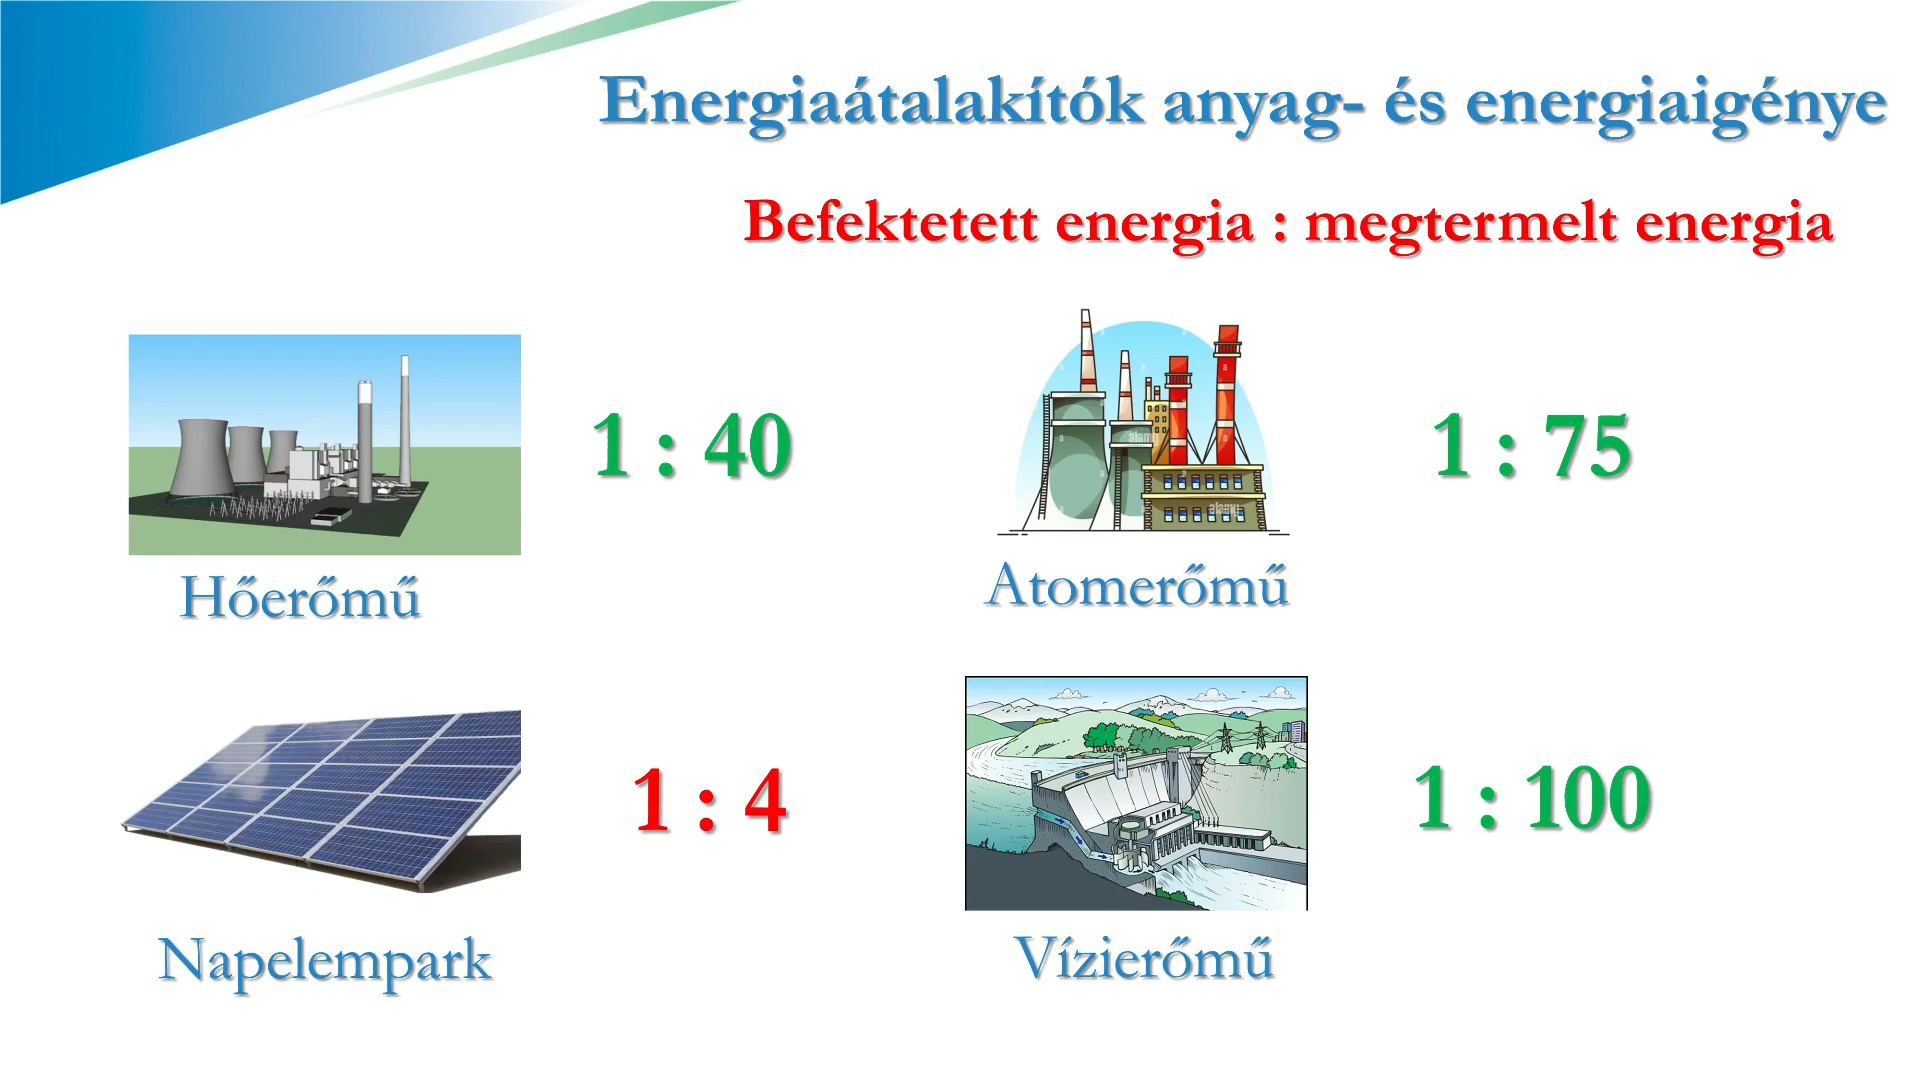 Energiaátalakítók anyag- és energiaigénye
Befektetett energia : megtermelt energia
1 : 40
1 : 75
Hőerőmű
Atomerőmű
1 : 4
1 : 100
Napelempark
Vízierőmű